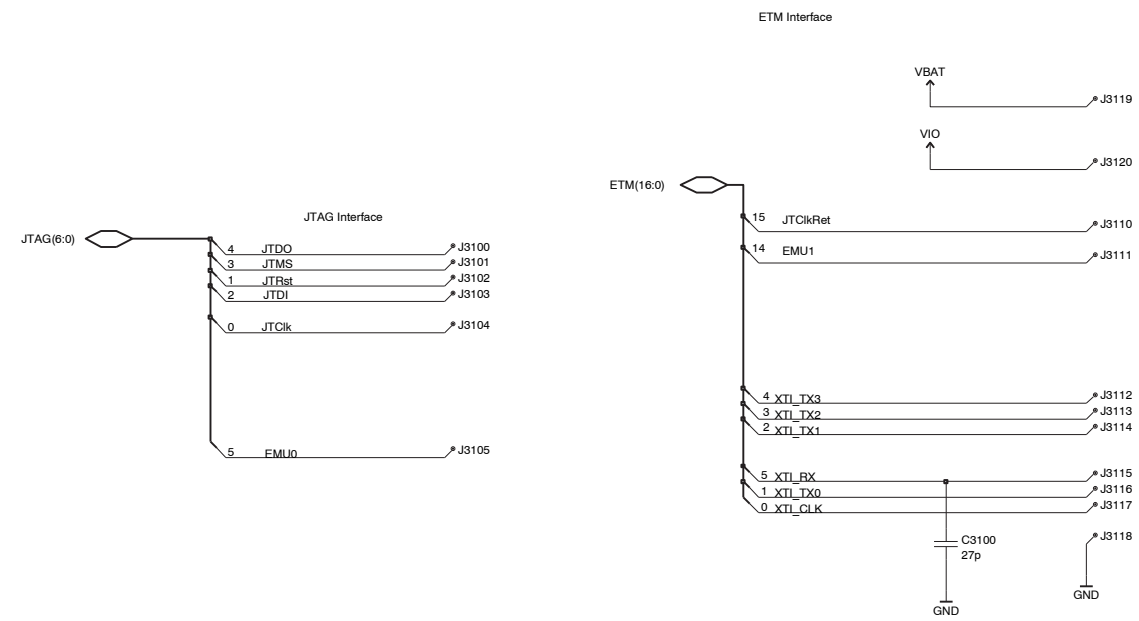 ETM Interface
VBAT
J3119
VIO
J3120
ETM(16:0)
15 JTClkRet J3110
14 EMU1 J3111
JTAG Interface
JTAG(6:0)
4 JTDO J3100
3 JTMS J3101
1 JTRst J3102
2 JTDI J3103
0 JTClk J3104
5 EMU0 J3105
4 XTI_TX3 J3112
3 XTI_TX2 J3113
2 XTI_TX1 J3114
5 XTI_RX J3115
1 XTI_TX0 J3116
0 XTI_CLK J3117
J3118
C3100
27p
GND
GND